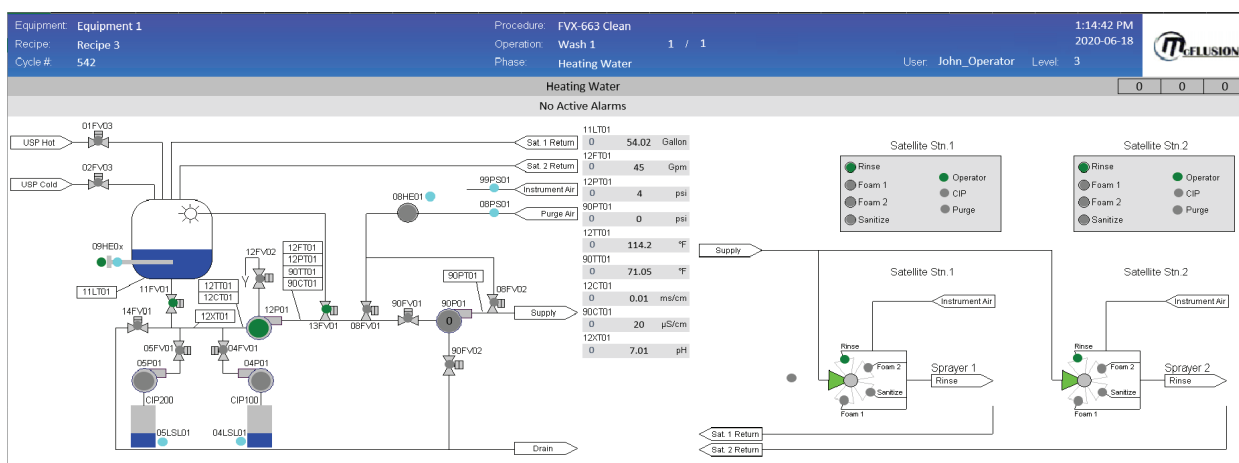 Equipment: Equipment 1
Recipe: Recipe 3
Cycle #: 542
Procedure: FVX-663 Clean
Operation: Wash 1 1 / 1
Phase: Heating Water
User: John_Operator Level: 3
1:14:42 PM
2020-06-18
McFLUSION
Heating Water
0 0 0
No Active Alarms
01FV03
USP Hot
02FV03
USP Cold
09HE0x
11LT01
11FV01
14FV01
12TT01
12CT01
12XT01
05FV01
04FV01
05P01
04P01
CIP200
CIP100
05LSL01
04LSL01
12FV02
12P01
12FT01
12PT01
90TT01
90CT01
13FV01
08FV01
90FV01
90P01
0
90PT01
08FV02
90FV02
08HE01
99PS01
08PS01
Sat. 1 Return
Sat. 2 Return
Instrument Air
Purge Air
Supply
Drain
11LT01
0 54.02 Gallon
12FT01
0 45 Gpm
12PT01
0 4 psi
90PT01
0 0 psi
12TT01
0 114.2 °F
90TT01
0 71.05 °F
12CT01
0 0.01 ms/cm
90CT01
0 20 µS/cm
12XT01
0 7.01 pH
Satellite Stn.1
Rinse
Foam 1
Foam 2
Sanitize
Operator
CIP
Purge
Satellite Stn.2
Rinse
Foam 1
Foam 2
Sanitize
Operator
CIP
Purge
Supply
Satellite Stn.1
Instrument Air
Rinse
Foam 2
Sanitize
Foam 1
Sprayer 1
Rinse
Satellite Stn.2
Instrument Air
Rinse
Foam 2
Sanitize
Foam 1
Sprayer 2
Rinse
Sat. 1 Return
Sat. 2 Return